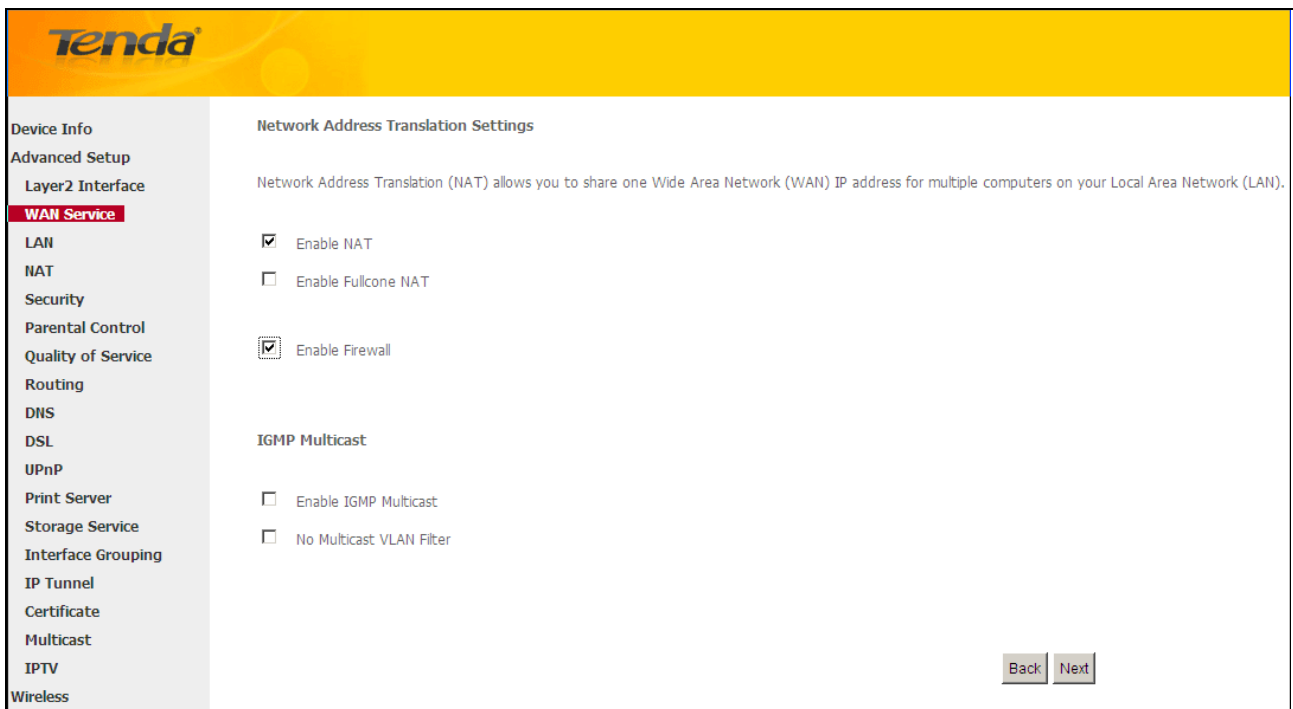 Tenda®
Device Info
Advanced Setup
Layer2 Interface
WAN Service
LAN
NAT
Security
Parental Control
Quality of Service
Routing
DNS
DSL
UPnP
Print Server
Storage Service
Interface Grouping
IP Tunnel
Certificate
Multicast
IPTV
Wireless
Network Address Translation Settings
Network Address Translation (NAT) allows you to share one Wide Area Network (WAN) IP address for multiple computers on your Local Area Network (LAN).
Enable NAT
Enable Fullcone NAT
Enable Firewall
IGMP Multicast
Enable IGMP Multicast
No Multicast VLAN Filter
Back Next